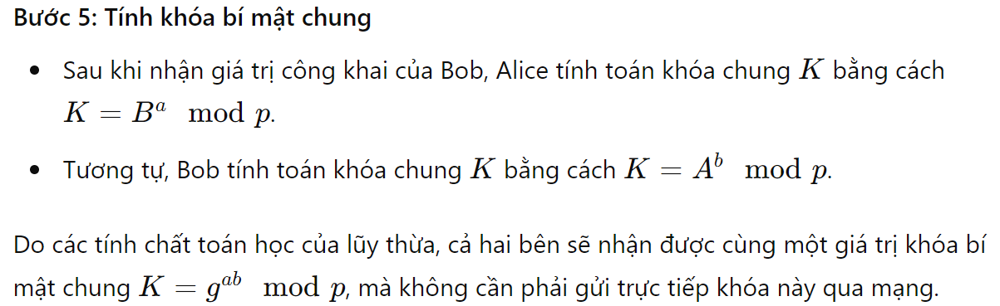 Bước 5: Tính khóa bí mật chung
• Sau khi nhận giá trị công khai của Bob, Alice tính toán khóa chung K bằng cách
K = Bᵃ mod p.
• Tương tự, Bob tính toán khóa chung K bằng cách K = Aᵇ mod p.
Do các tính chất toán học của lũy thừa, cả hai bên sẽ nhận được cùng một giá trị khóa bí
mật chung K = gᵃᵇ mod p, mà không cần phải gửi trực tiếp khóa này qua mạng.